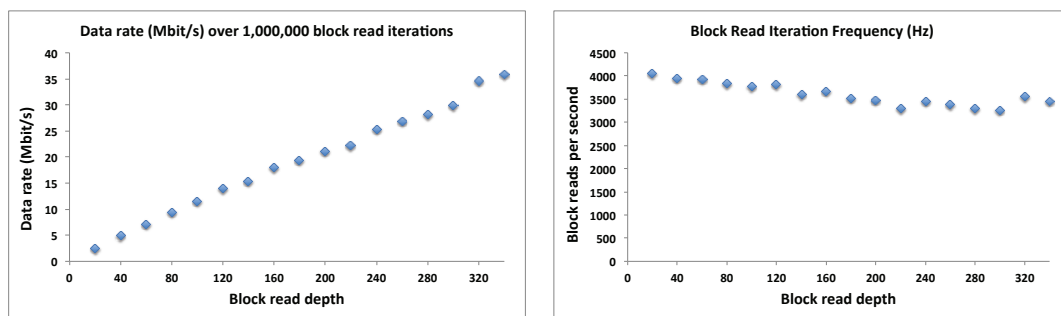 Data rate (Mbit/s) over 1,000,000 block read iterations
Data rate (Mbit/s)
40
35
30
25
20
15
10
5
0
0 40 80 120 160 200 240 280 320
Block read depth
Block Read Iteration Frequency (Hz)
Block reads per second
4500
4000
3500
3000
2500
2000
1500
1000
500
0
0 40 80 120 160 200 240 280 320
Block read depth